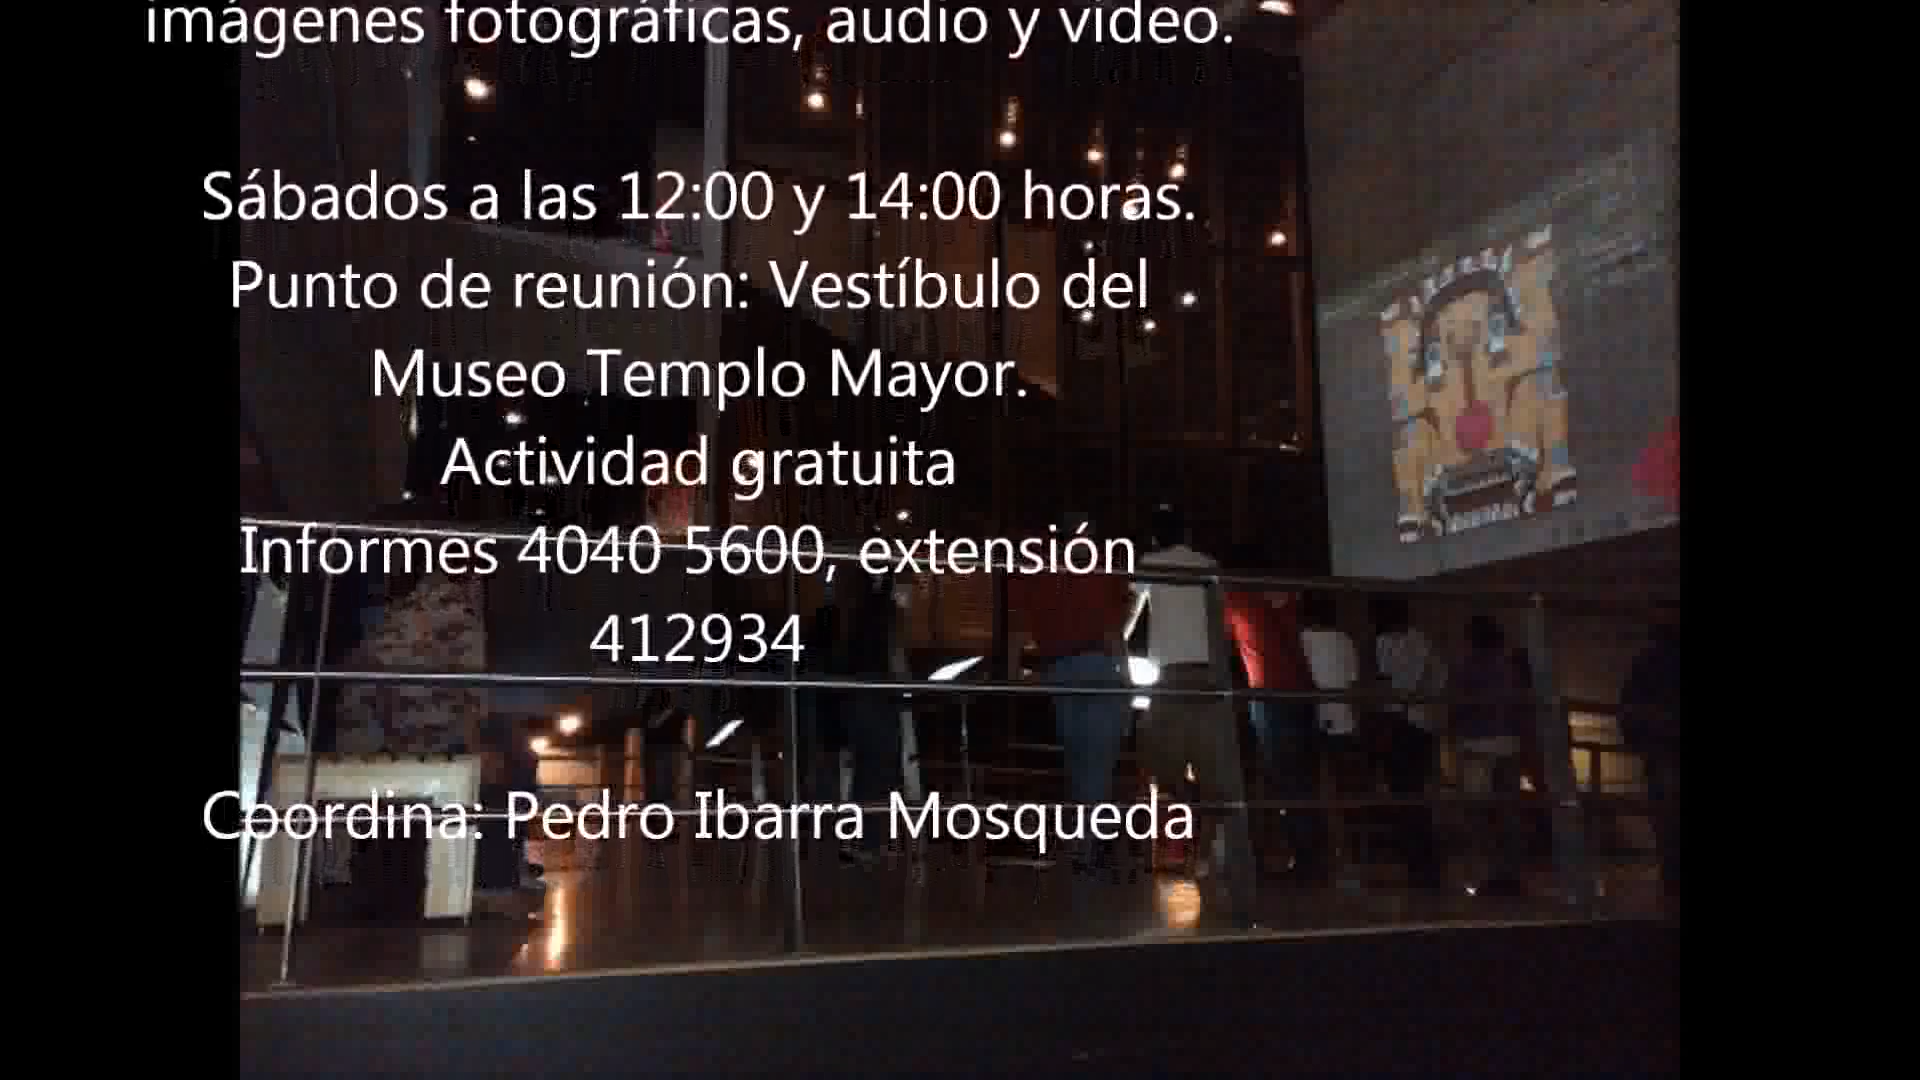 imágenes fotográficas, audio y video.
Sábados a las 12:00 y 14:00 horas.
Punto de reunión: Vestíbulo del
Museo Templo Mayor.
Actividad gratuita
Informes 4040 5600, extensión
412934
Coordina: Pedro Ibarra Mosqueda